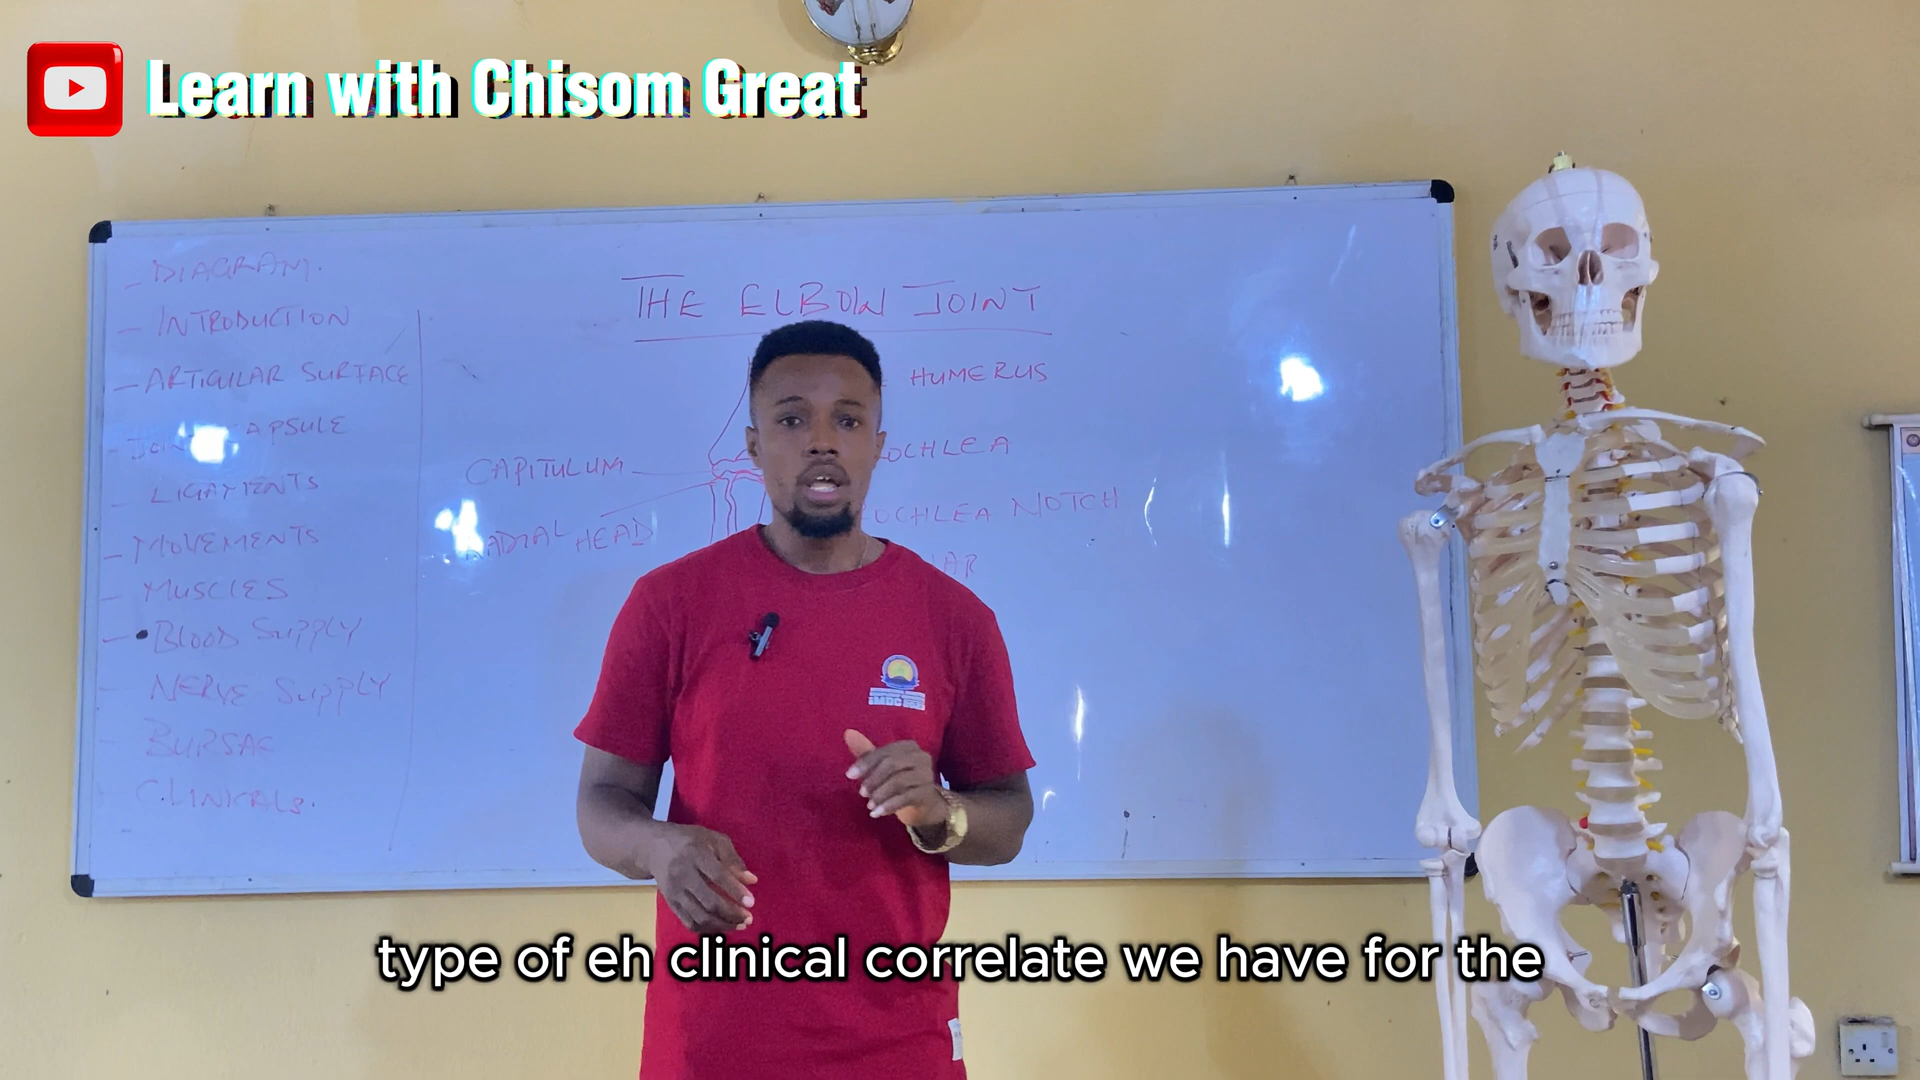 Learn with Chisom Great
THE ELBOW JOINT
- DIAGRAM.
- INTRODUCTION
- ARTICULAR SURFACE
APSULE
- LIGAMENTS
- MOVEMENTS
- MUSCLES
- BLOOD SUPPLY
- NERVE SUPPLY
- BURSAE
CLINICALS.
HUMERUS
CAPITULUM
OCHLEA
RADIAL HEAD
OCHLEA NOTCH
type of eh clinical correlate we have for the